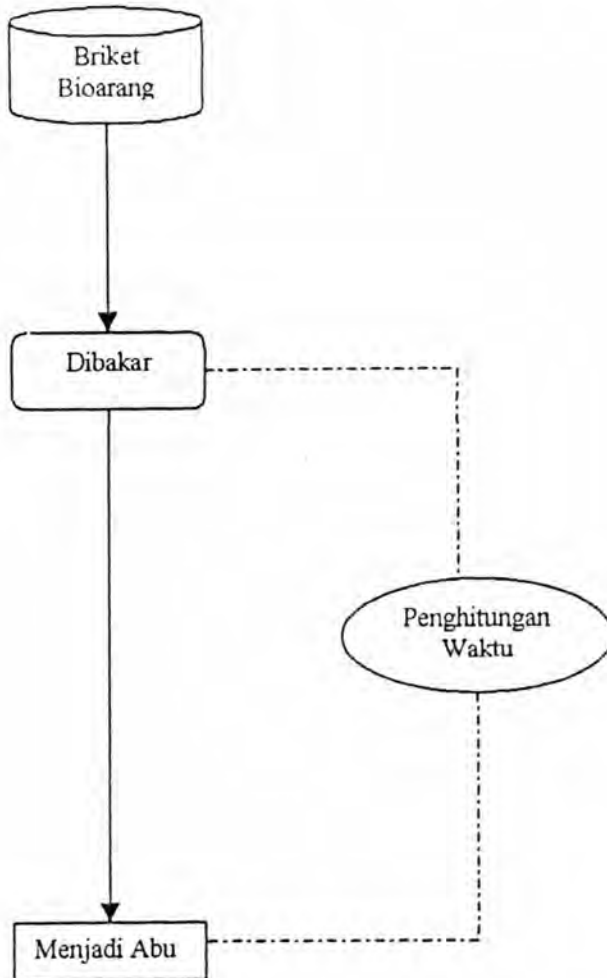 Briket
Bioarang
Dibakar
Penghitungan
Waktu
Menjadi Abu